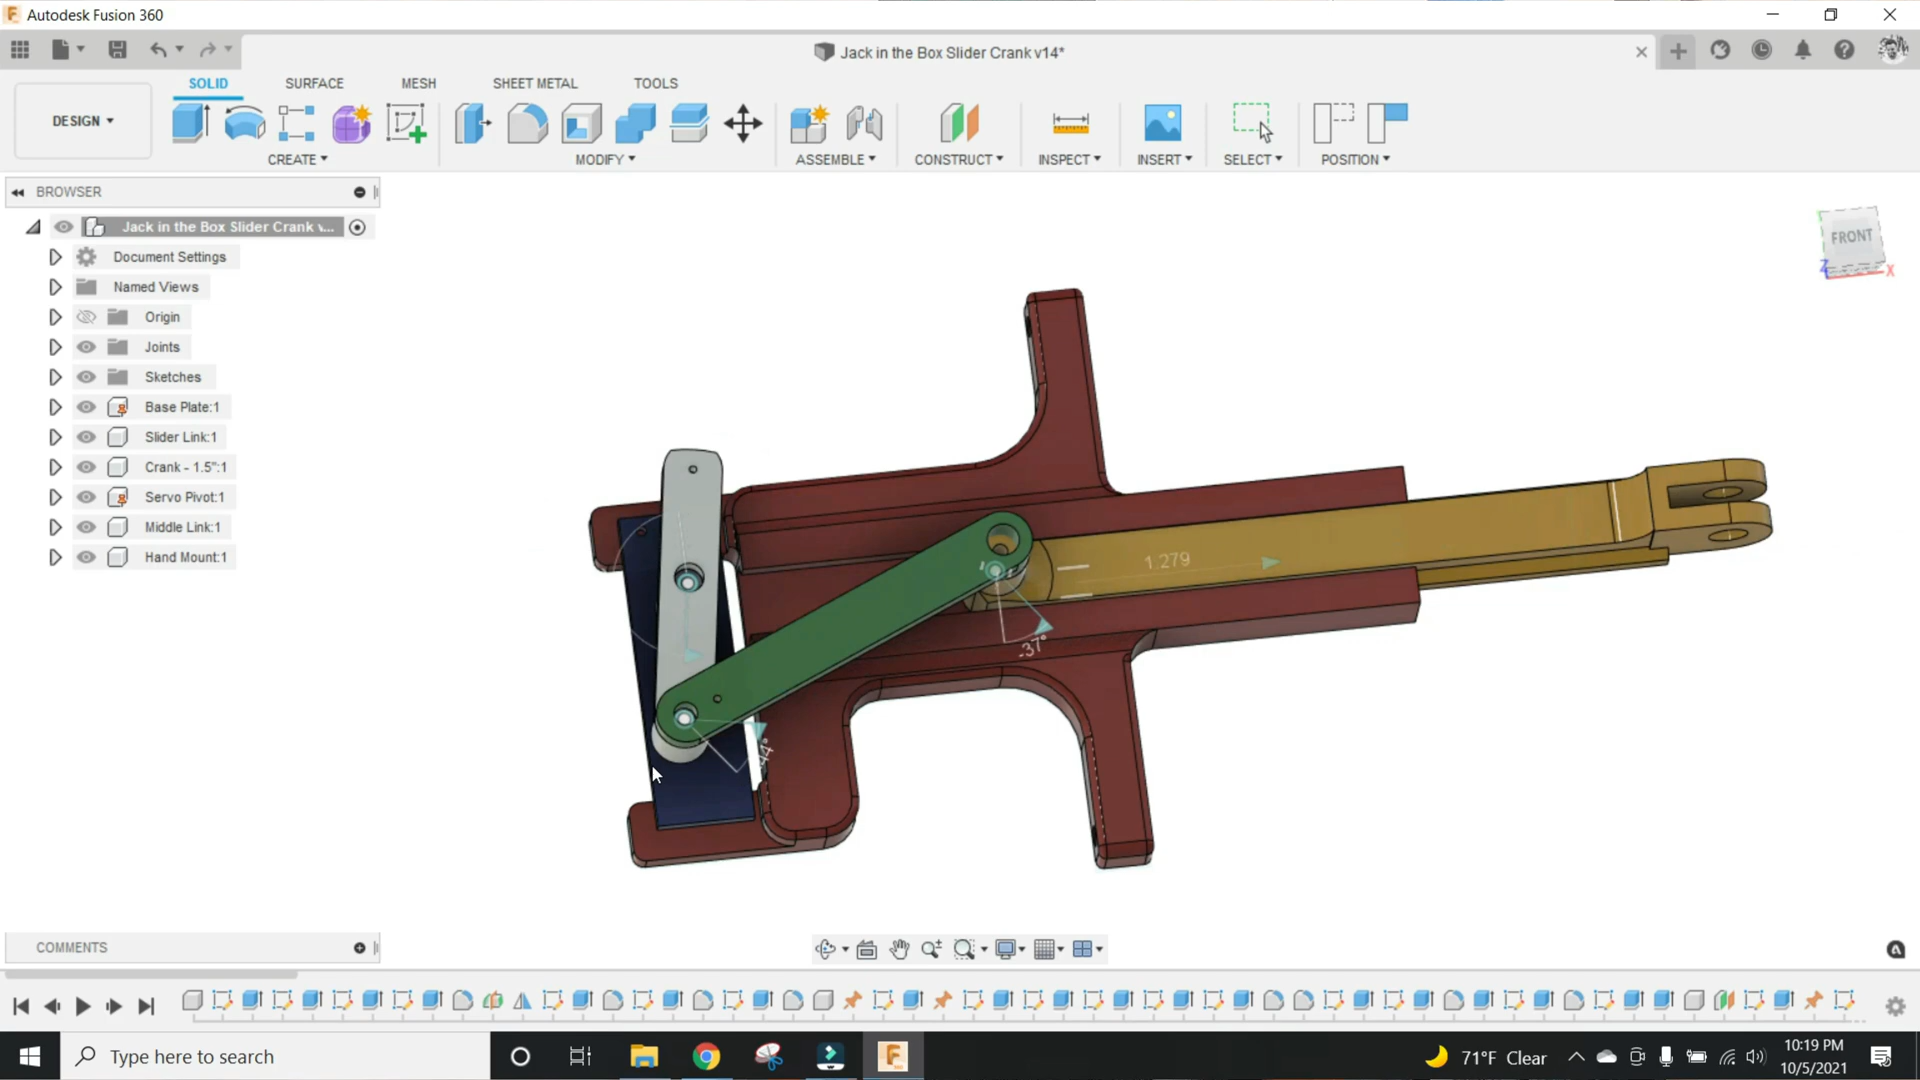 Autodesk Fusion 360
Jack in the Box Slider Crank v14*
SOLID SURFACE MESH SHEET METAL TOOLS
DESIGN
CREATE MODIFY ASSEMBLE CONSTRUCT INSPECT INSERT SELECT POSITION
BROWSER
Jack in the Box Slider Crank v...
Document Settings
Named Views
Origin
Joints
Sketches
Base Plate:1
Slider Link:1
Crank - 1.5":1
Servo Pivot:1
Middle Link:1
Hand Mount:1
FRONT
Z
X
1.279
-37°
COMMENTS
Type here to search
71°F Clear
10:19 PM
10/5/2021